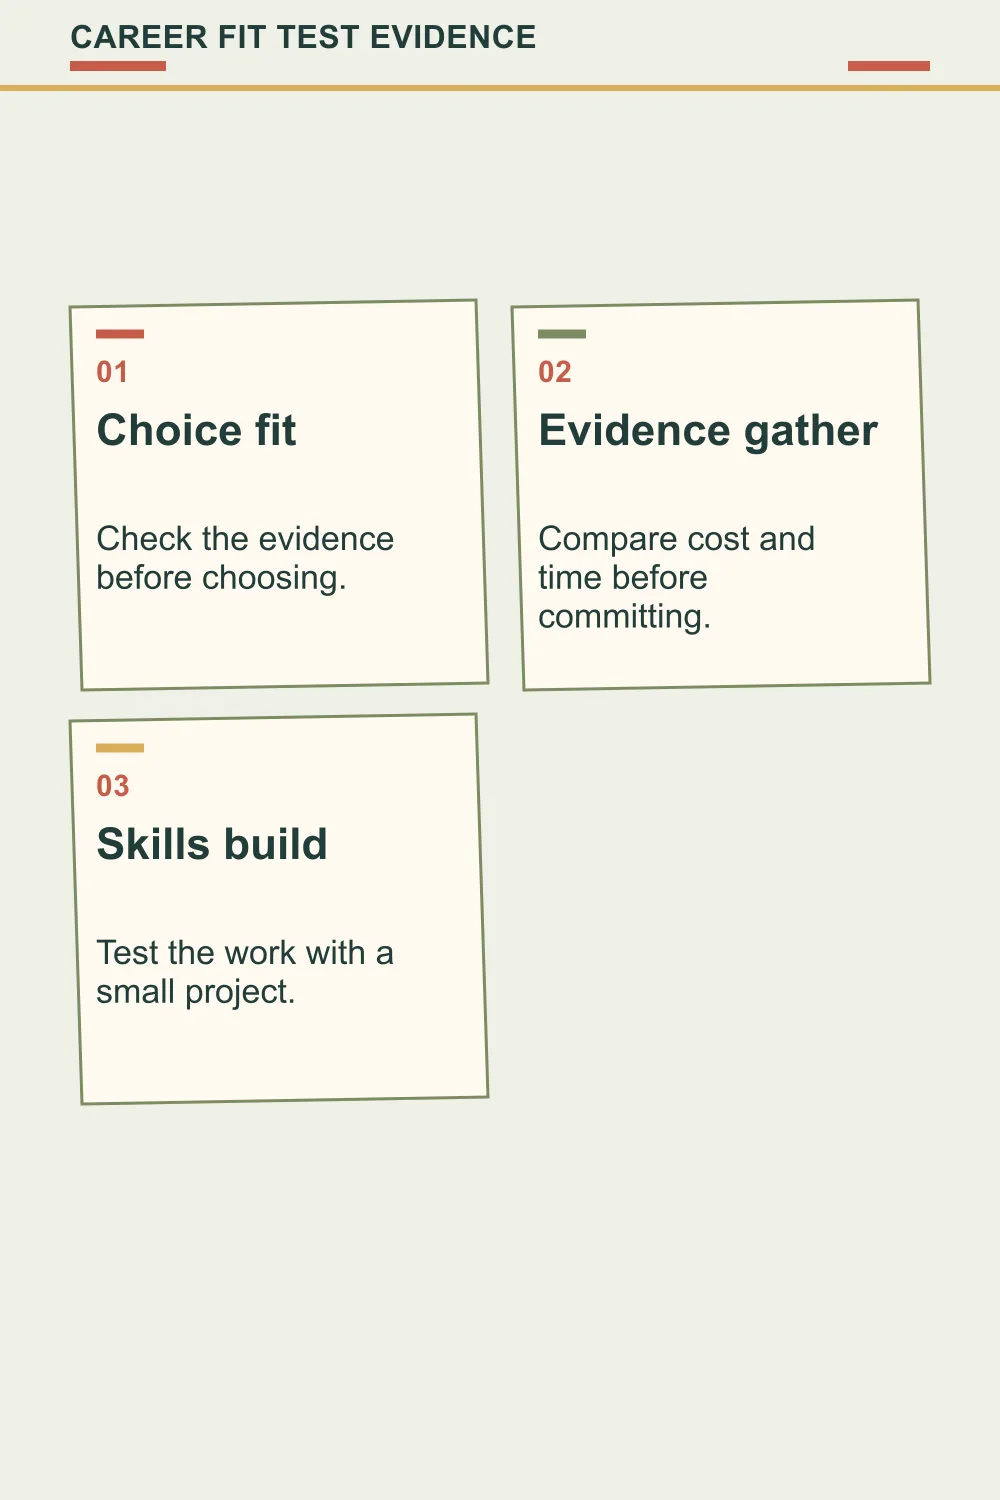 CAREER FIT TEST EVIDENCE
01
Choice fit
Check the evidence
before choosing.
02
Evidence gather
Compare cost and
time before
committing.
03
Skills build
Test the work with a
small project.